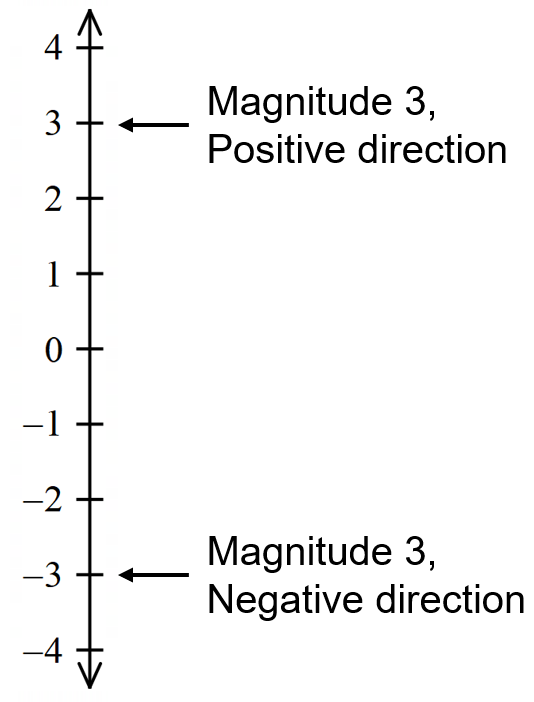 4
3
Magnitude 3,
Positive direction
2
1
0
−1
−2
−3
Magnitude 3,
Negative direction
−4